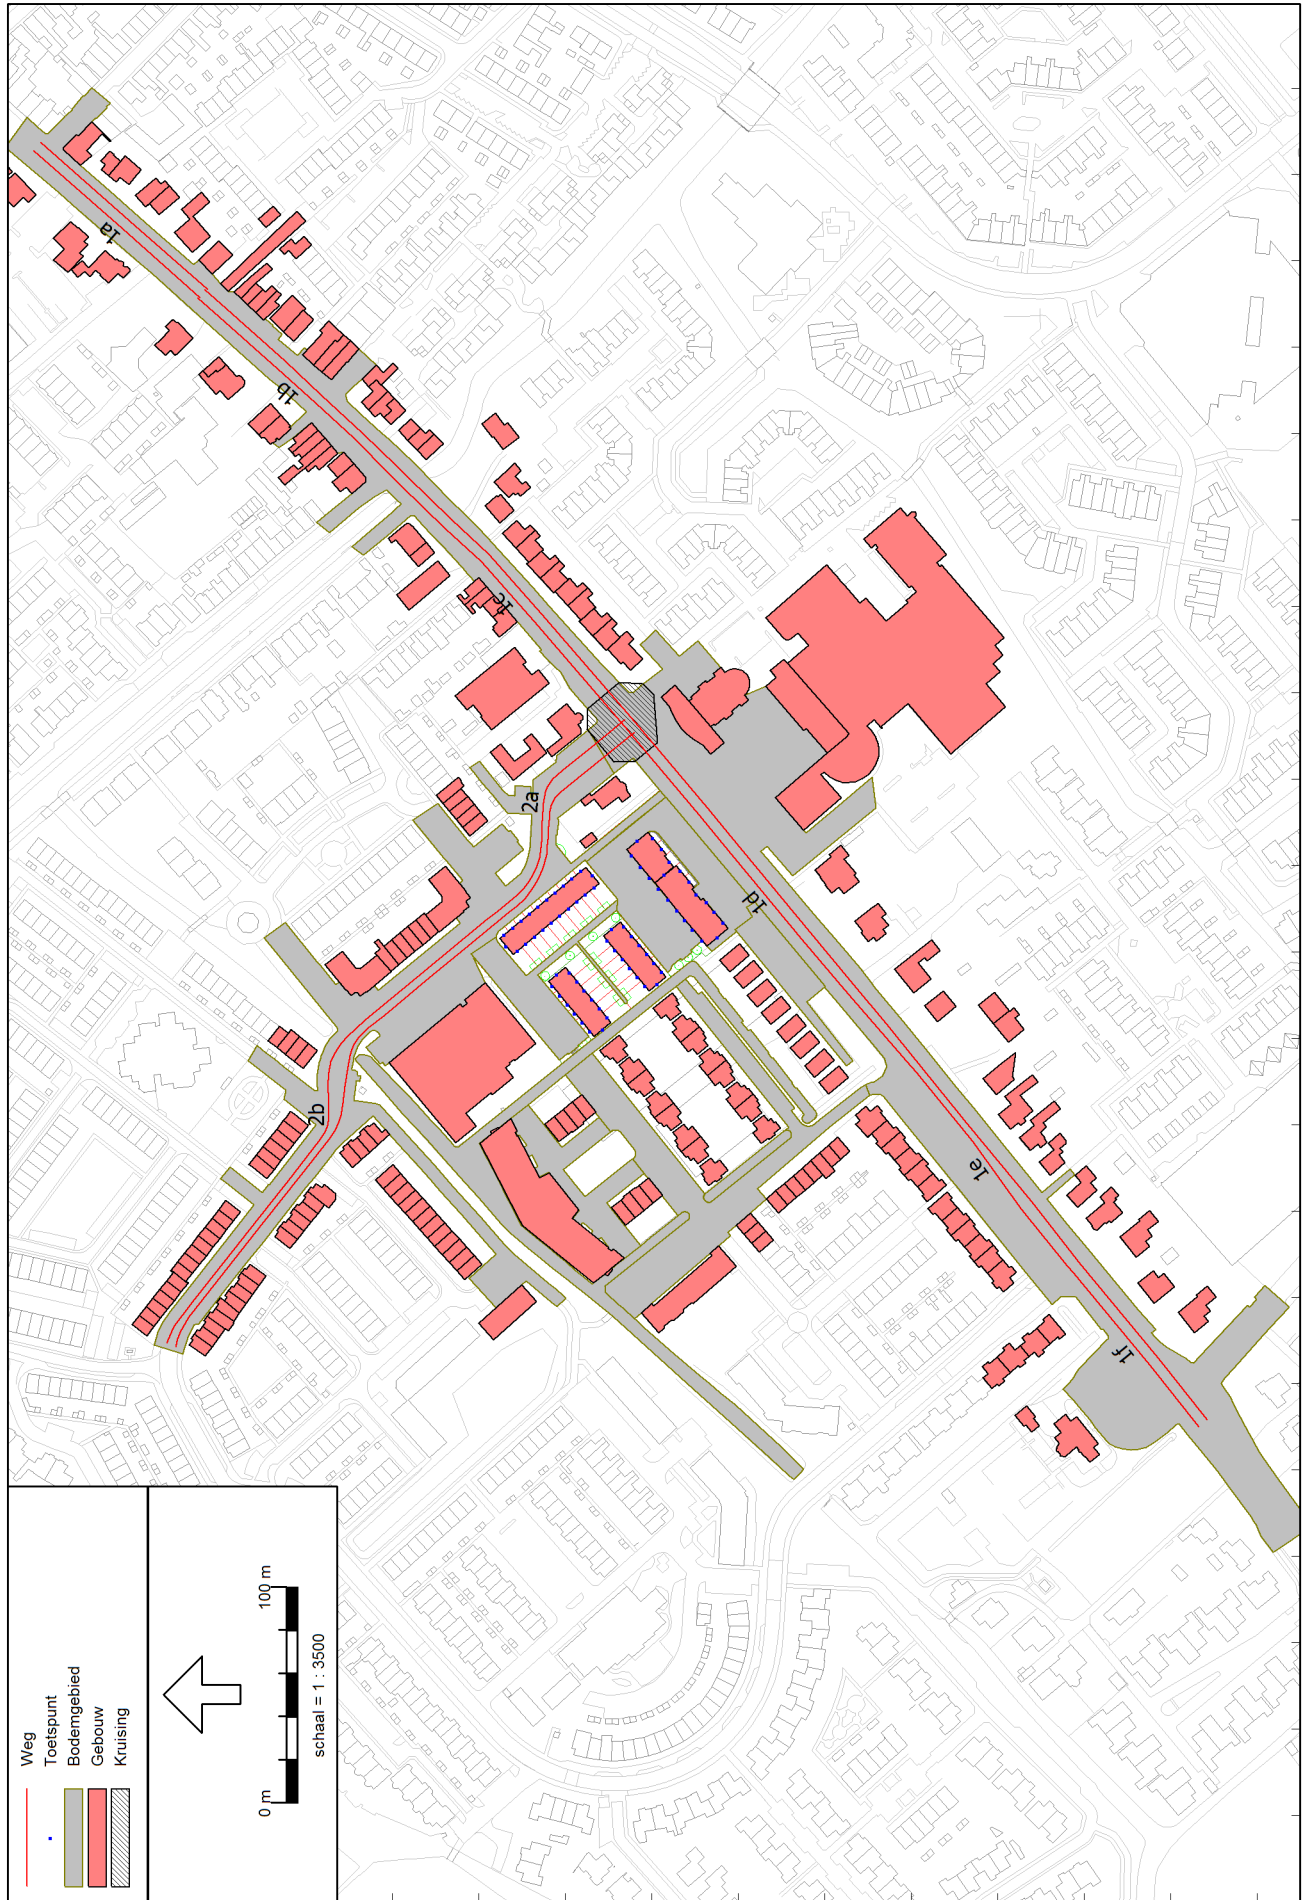 Weg
Toetspunt
Bodemgebied
Gebouw
Kruising
0 m 100 m
schaal = 1 : 3500
2b
2a
1a
1b
1c
1d
1e
1f